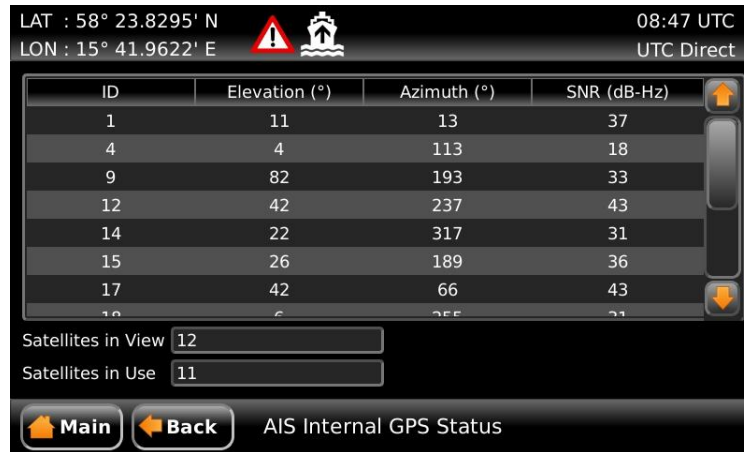 LAT : 58° 23.8295' N
LON : 15° 41.9622' E
08:47 UTC
UTC Direct
ID Elevation (°) Azimuth (°) SNR (dB-Hz)
1 11 13 37
4 4 113 18
9 82 193 33
12 42 237 43
14 22 317 31
15 26 189 36
17 42 66 43
Satellites in View 12
Satellites in Use 11
Main Back AIS Internal GPS Status